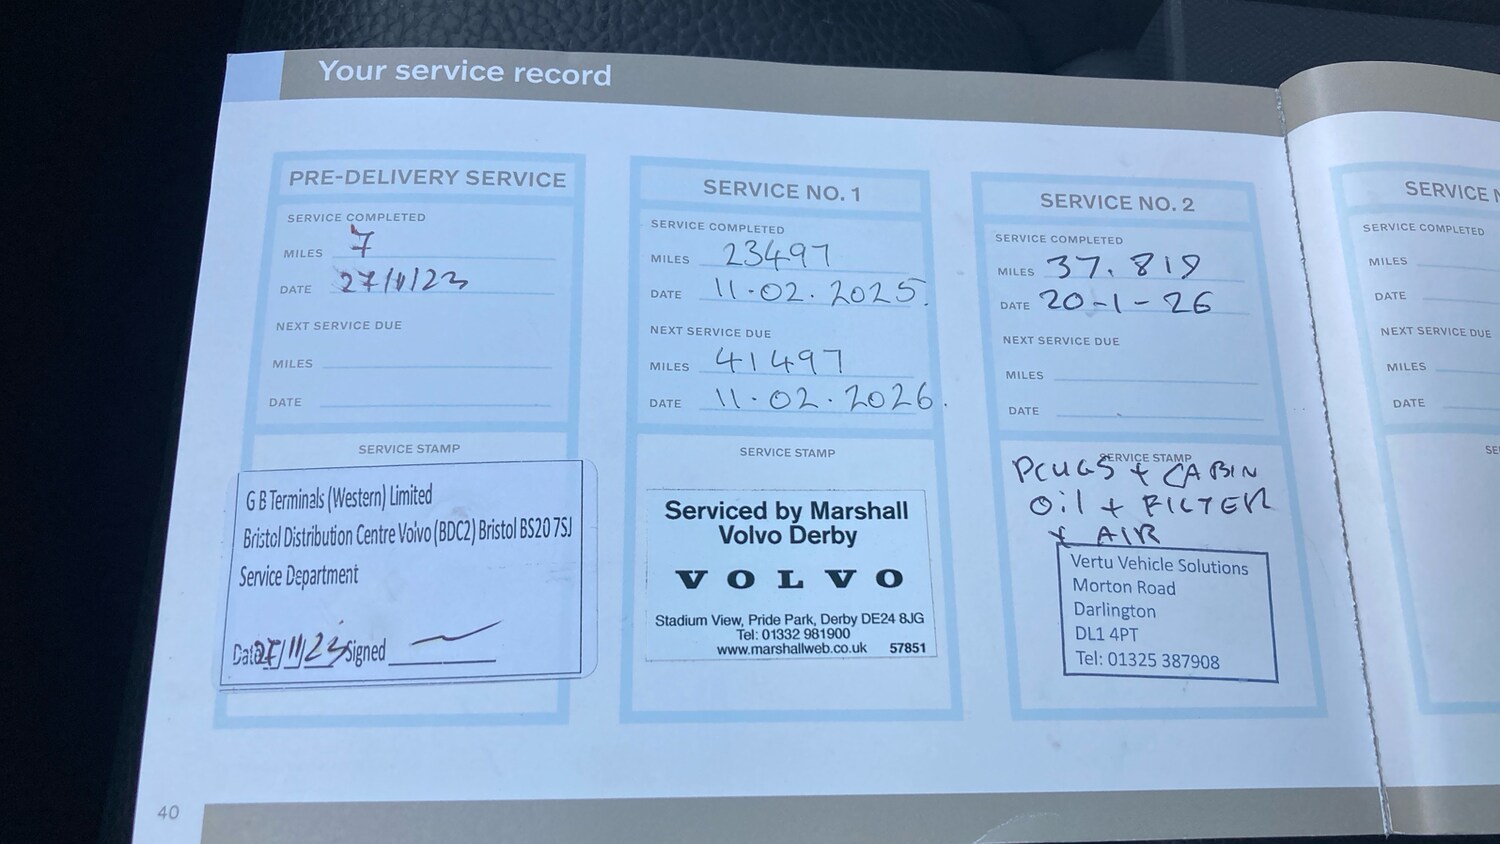 Your service record
PRE-DELIVERY SERVICE
SERVICE COMPLETED
MILES 7
DATE 27/11/23
NEXT SERVICE DUE
MILES
DATE
SERVICE STAMP
G B Terminals (Western) Limited
Bristol Distribution Centre Volvo (BDC2) Bristol BS20 7SJ
Service Department
Date 27/11/23 Signed
SERVICE NO. 1
SERVICE COMPLETED
MILES 23497
DATE 11.02.2025.
NEXT SERVICE DUE
MILES 41497
DATE 11.02.2026.
SERVICE STAMP
Serviced by Marshall
Volvo Derby
VOLVO
Stadium View, Pride Park, Derby DE24 8JG
Tel: 01332 981900
www.marshallweb.co.uk 57851
SERVICE NO. 2
SERVICE COMPLETED
MILES 37.819
DATE 20-1-26
NEXT SERVICE DUE
MILES
DATE
SERVICE STAMP
PLUGS + CABIN
OiL + FILTER
+ AIR
Vertu Vehicle Solutions
Morton Road
Darlington
DL1 4PT
Tel: 01325 387908
SERVICE
SERVICE COMPLETED
MILES
DATE
NEXT SERVICE DUE
MILES
DATE
40